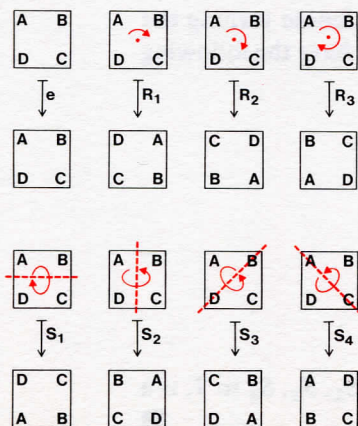 A B A B A B A B
D C D C D C D C
e R₁ R₂ R₃
A B D A C D B C
D C C B B A A D
A B A B A B A B
D C D C D C D C
S₁ S₂ S₃ S₄
D C B A C B A D
A B C D D A B C